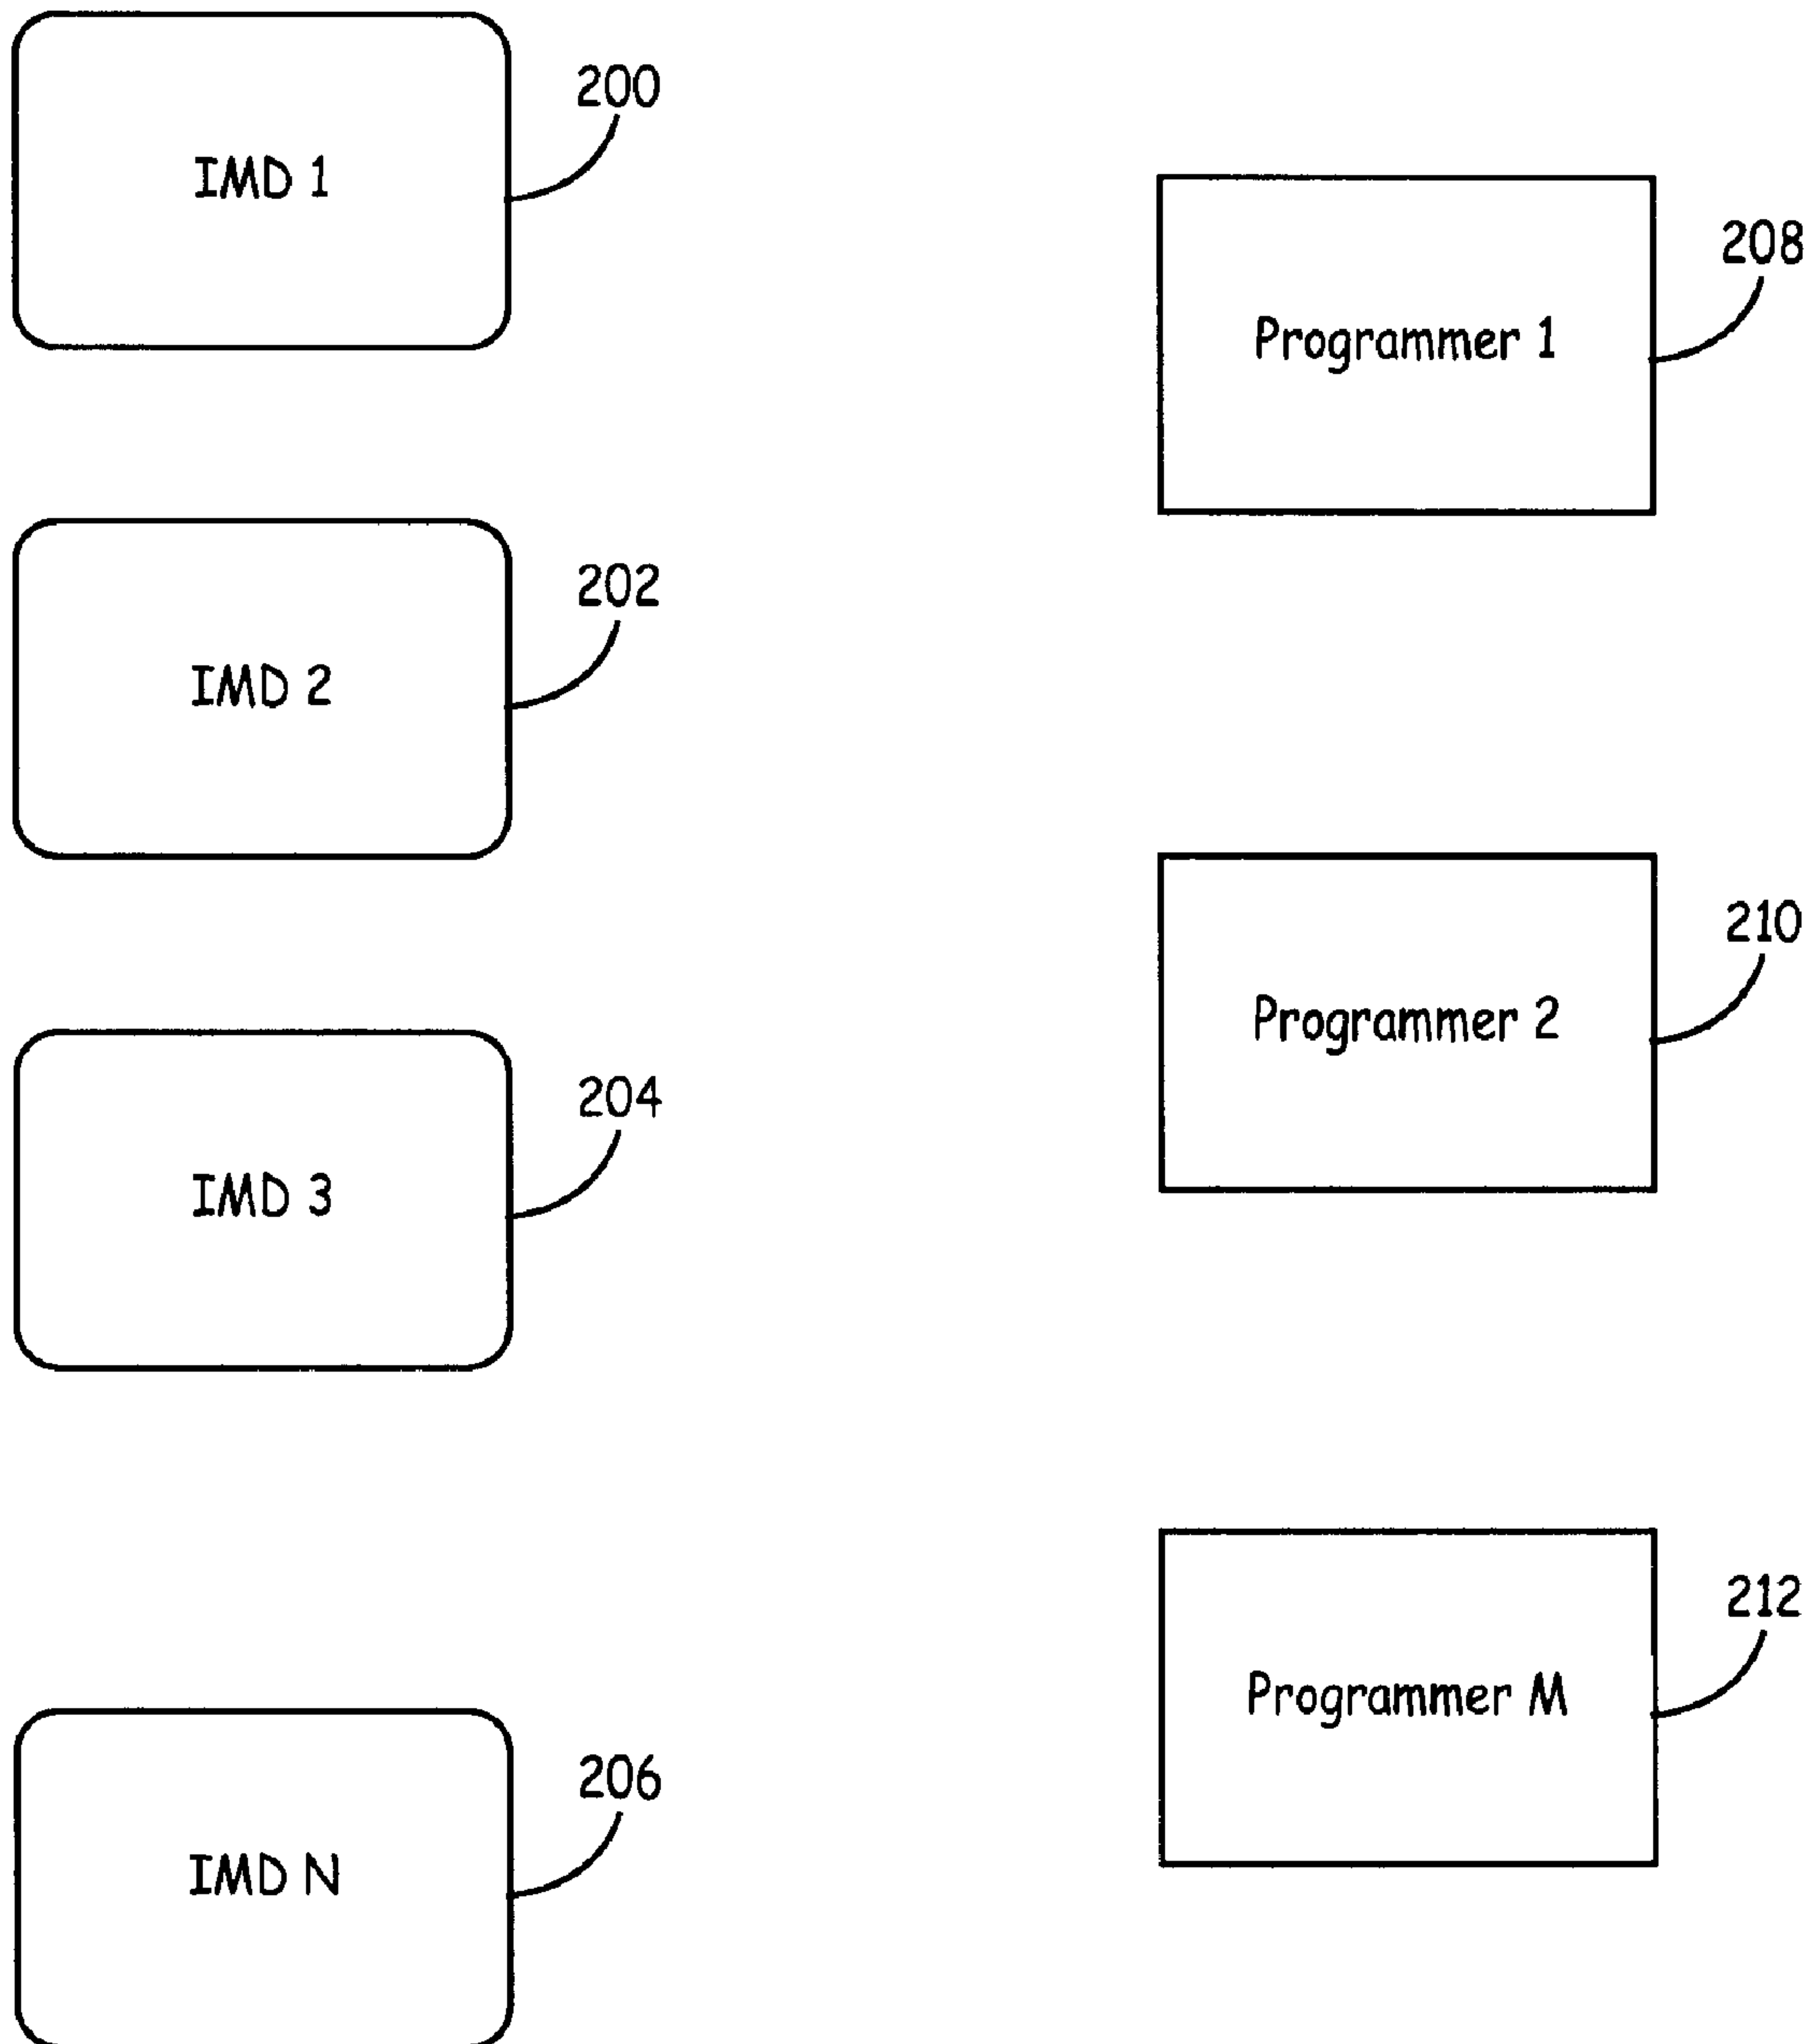 200
IMD 1
208
Programmer 1
202
IMD 2
210
Programmer 2
204
IMD 3
212
Programmer M
206
IMD N